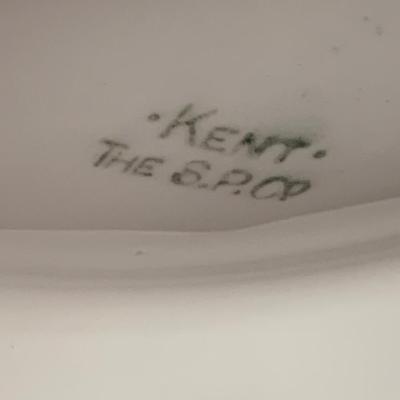 ·KENT·
THE S.P.Co